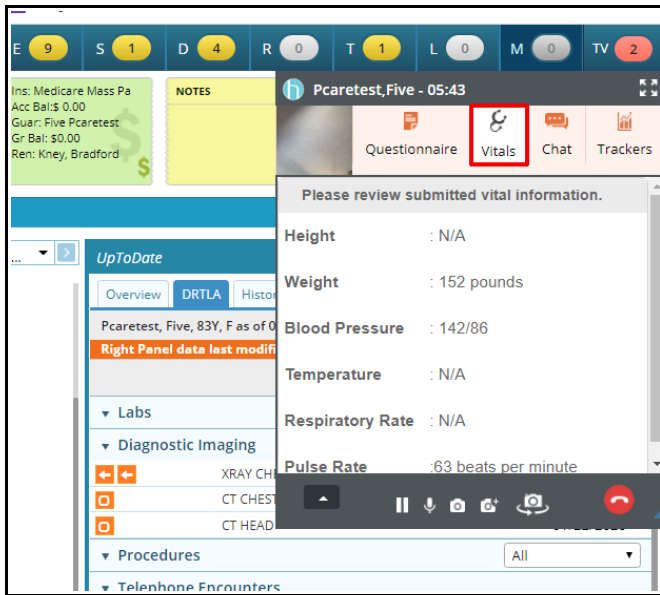 E 9 S 1 D 4 R 0 T 1 L 0 M 0 TV 2
Ins: Medicare Mass Pa
Acc Bal:$ 0.00
Guar: Five Pcaretest
Gr Bal: $0.00
Ren: Kney, Bradford
$
NOTES
h Pcaretest,Five - 05:43
Questionnaire Vitals Chat Trackers
Please review submitted vital information.
Height : N/A
Weight : 152 pounds
Blood Pressure : 142/86
Temperature : N/A
Respiratory Rate : N/A
Pulse Rate :63 beats per minute
...
UpToDate
Overview DRTLA Histor
Pcaretest, Five, 83Y, F as of 0
Right Panel data last modifi
Labs
Diagnostic Imaging
XRAY CHE
CT CHEST
CT HEAD
Procedures All
Telephone Encounters